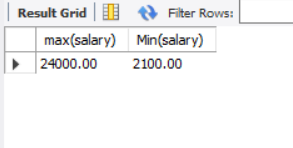 Result Grid Filter Rows:
max(salary) Min(salary)
24000.00 2100.00